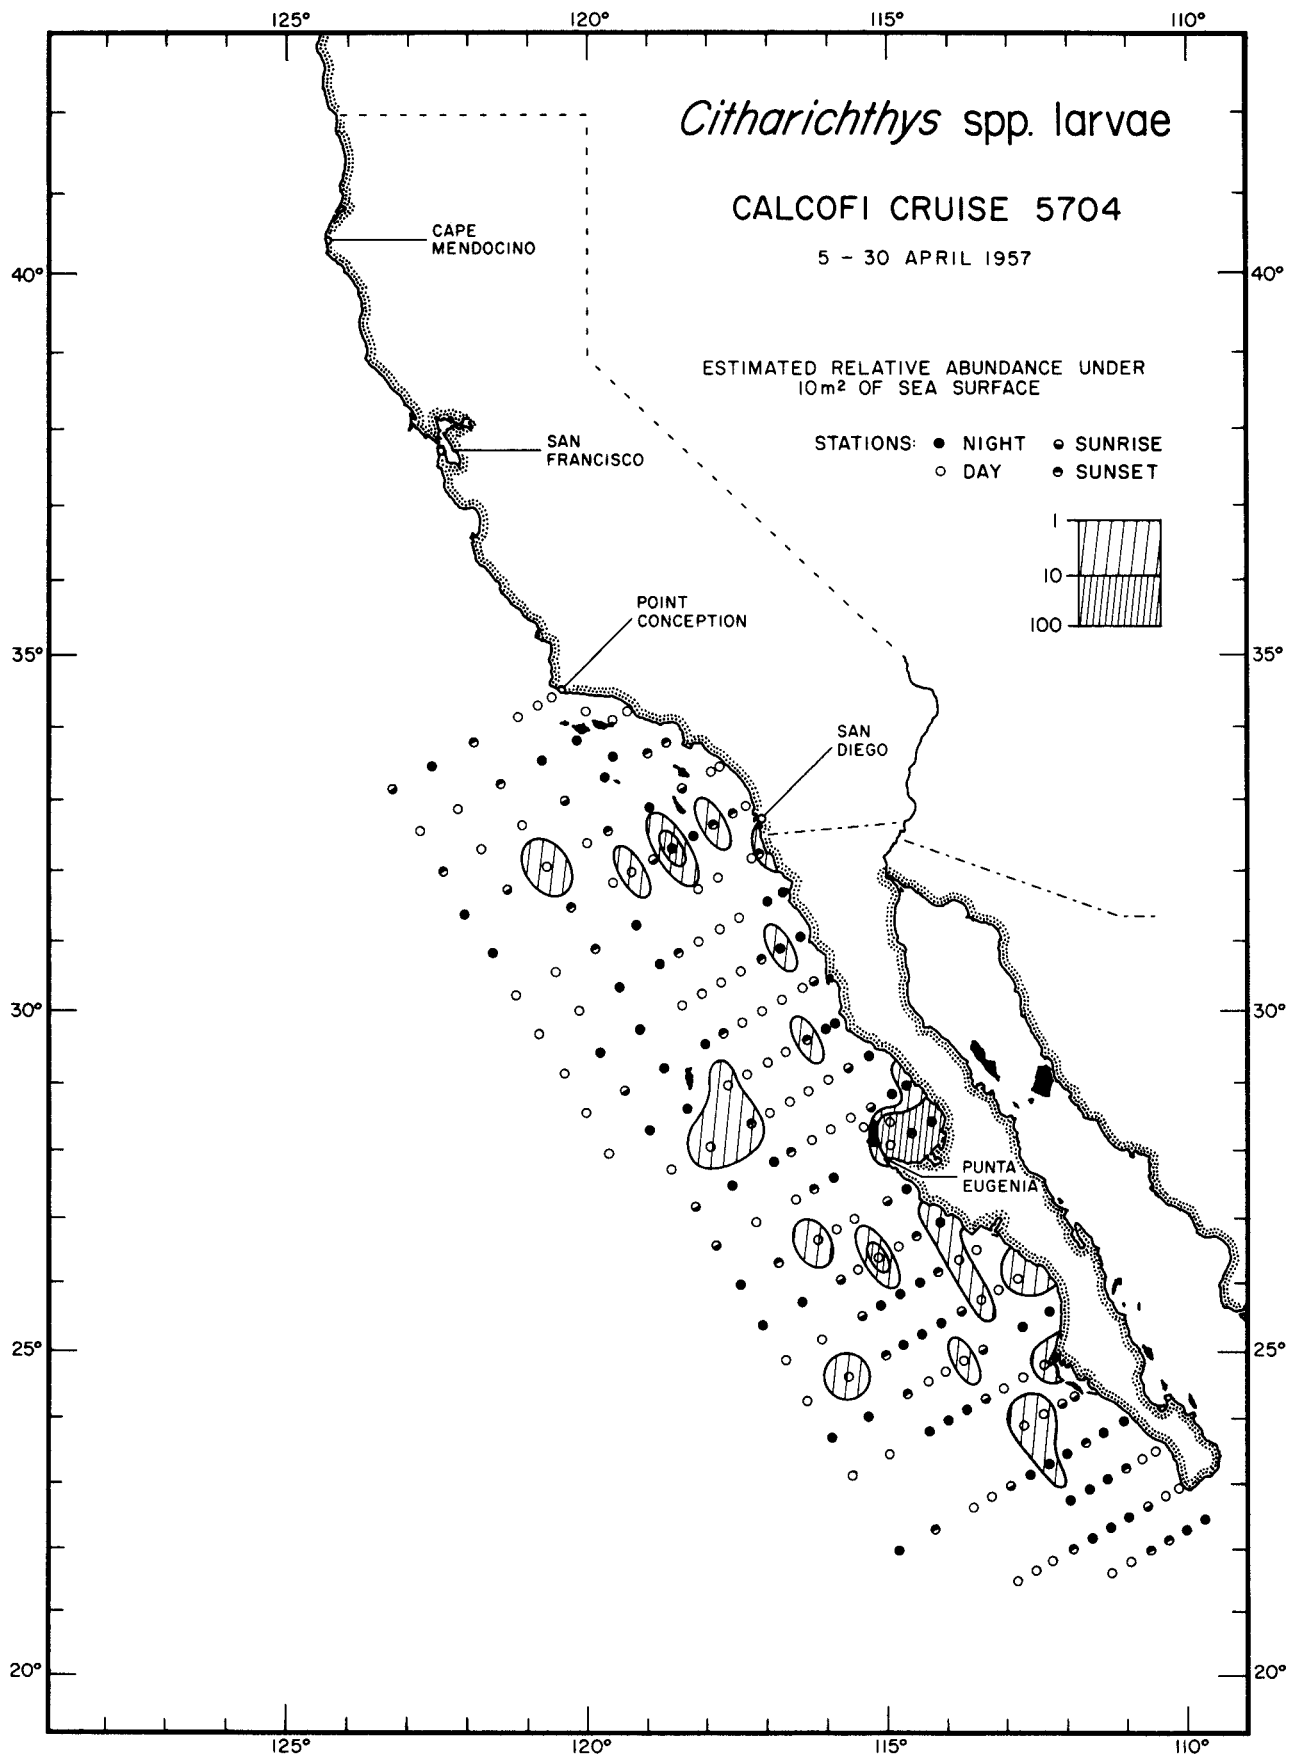 125° 120° 115° 110°
Citharichthys spp. larvae
CALCOFI CRUISE 5704
5 – 30 APRIL 1957
CAPE
MENDOCINO
40° 40°
ESTIMATED RELATIVE ABUNDANCE UNDER
10m² OF SEA SURFACE
STATIONS: ● NIGHT ◒ SUNRISE
○ DAY ◓ SUNSET
SAN
FRANCISCO
1
10
100
POINT
CONCEPTION
35° 35°
SAN
DIEGO
30° 30°
PUNTA
EUGENIA
25° 25°
20° 20°
125° 120° 115° 110°